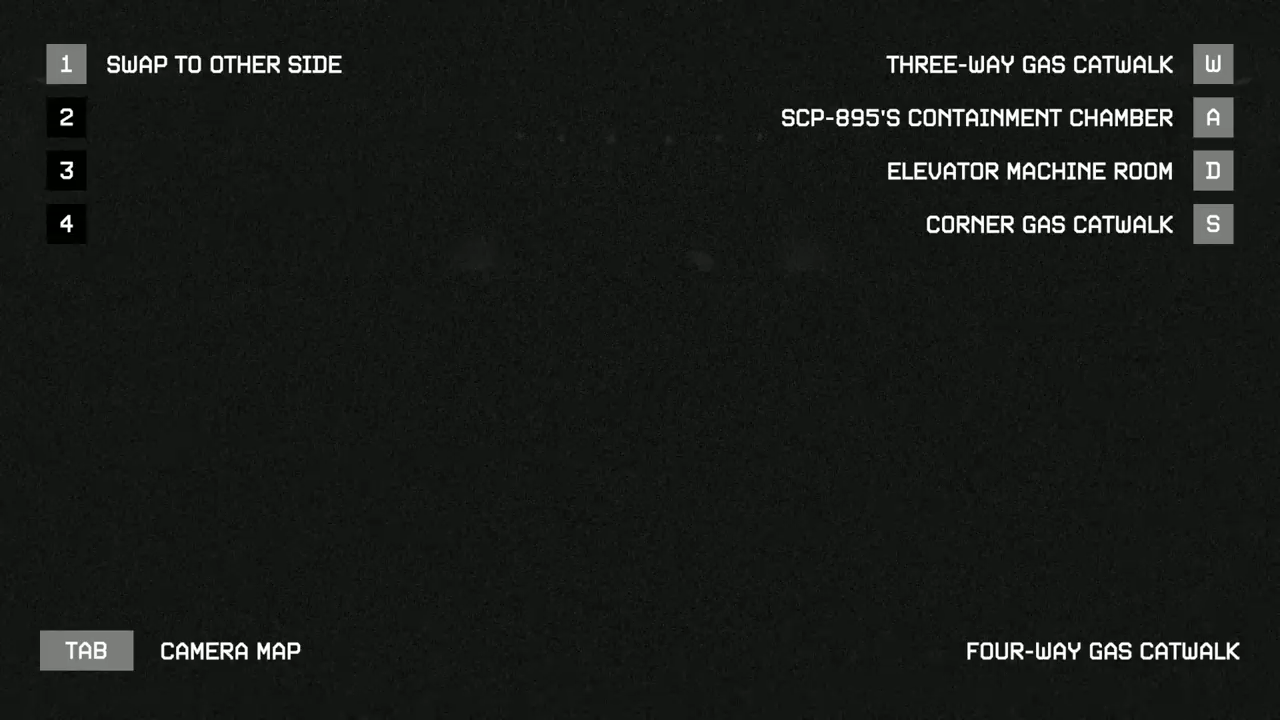 1 SWAP TO OTHER SIDE
THREE-WAY GAS CATWALK W
2
SCP-895'S CONTAINMENT CHAMBER A
3
ELEVATOR MACHINE ROOM D
4
CORNER GAS CATWALK S
TAB CAMERA MAP
FOUR-WAY GAS CATWALK